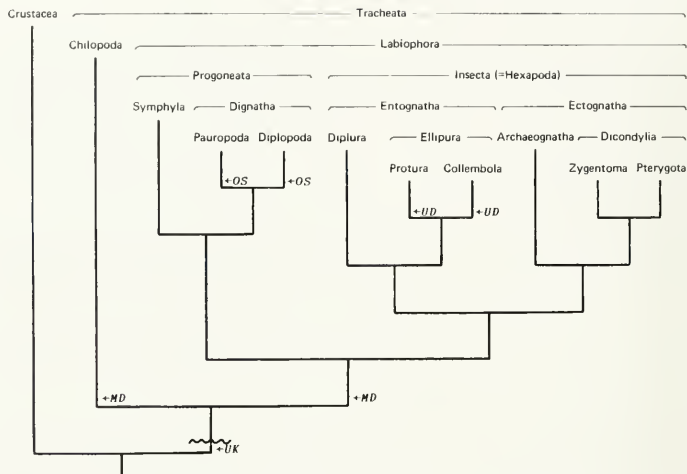 Crustacea Tracheata
Chilopoda Labiophora
Progoneata Insecta (=Hexapoda)
Symphyla Dignatha Entognatha Ectognatha
Pauropoda Diplopoda Diplura Ellipura Archaeognatha Dicondylia
Protura Collembola Zygentoma Pterygota
←OS ←OS
←UD ←UD
←MD ←MD
←UK